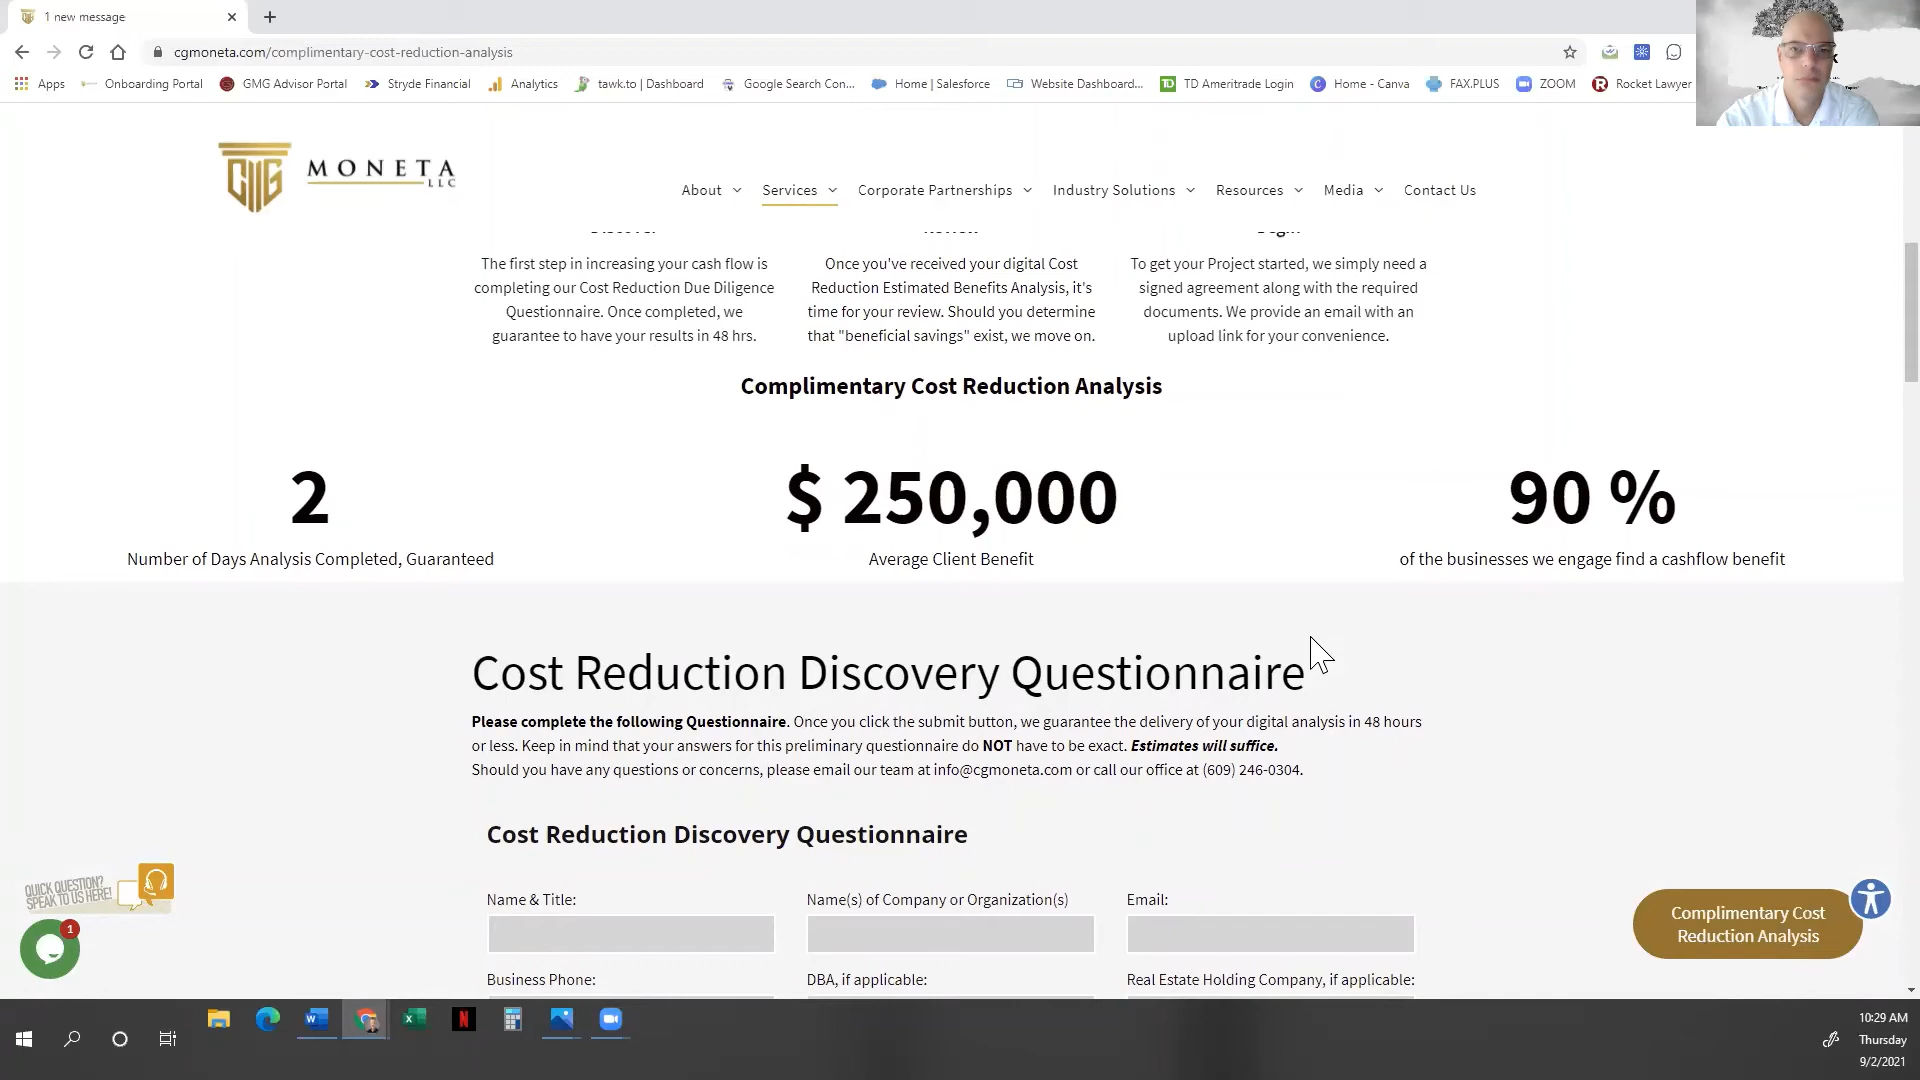 1 new message
cgmoneta.com/complimentary-cost-reduction-analysis
Apps
Onboarding Portal
GMG Advisor Portal
Stryde Financial
Analytics
tawk.to | Dashboard
Google Search Con...
Home | Salesforce
Website Dashboard...
TD Ameritrade Login
Home - Canva
FAX.PLUS
ZOOM
Rocket Lawyer
CMG
MONETA
LLC
About
Services
Corporate Partnerships
Industry Solutions
Resources
Media
Contact Us
Discover
Review
Begin
The first step in increasing your cash flow is
completing our Cost Reduction Due Diligence
Questionnaire. Once completed, we
guarantee to have your results in 48 hrs.
Once you've received your digital Cost
Reduction Estimated Benefits Analysis, it's
time for your review. Should you determine
that "beneficial savings" exist, we move on.
To get your Project started, we simply need a
signed agreement along with the required
documents. We provide an email with an
upload link for your convenience.
Complimentary Cost Reduction Analysis
2
Number of Days Analysis Completed, Guaranteed
$ 250,000
Average Client Benefit
90 %
of the businesses we engage find a cashflow benefit
Cost Reduction Discovery Questionnaire
Please complete the following Questionnaire. Once you click the submit button, we guarantee the delivery of your digital analysis in 48 hours
or less. Keep in mind that your answers for this preliminary questionnaire do NOT have to be exact. Estimates will suffice.
Should you have any questions or concerns, please email our team at info@cgmoneta.com or call our office at (609) 246-0304.
Cost Reduction Discovery Questionnaire
Name & Title:
Name(s) of Company or Organization(s)
Email:
Business Phone:
DBA, if applicable:
Real Estate Holding Company, if applicable:
QUICK QUESTION?
SPEAK TO US HERE!
1
Complimentary Cost
Reduction Analysis
10:29 AM
Thursday
9/2/2021